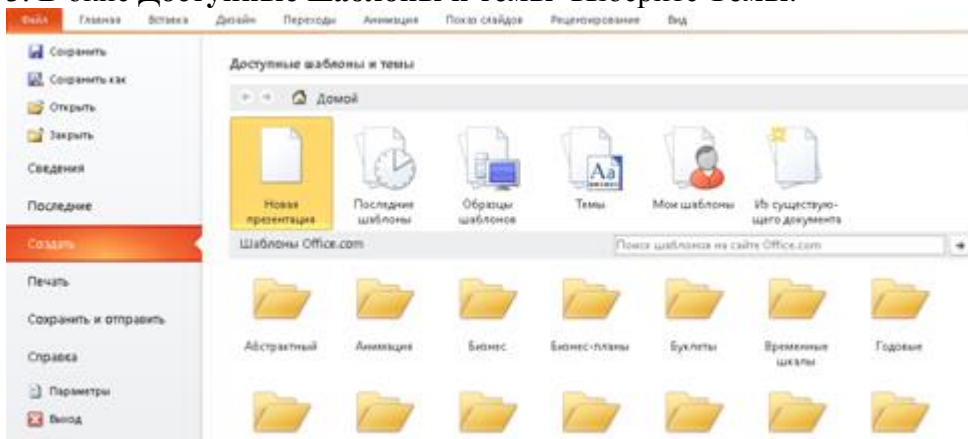 Файл Главная Вставка Дизайн Переходы Анимация Показ слайдов Рецензирование Вид
Сохранить
Сохранить как
Открыть
Закрыть
Сведения
Последние
Создать
Печать
Сохранить и отправить
Справка
Параметры
Выход
Доступные шаблоны и темы
Домой
Новая презентация
Последние шаблоны
Образцы шаблонов
Темы
Мои шаблоны
Из существую-
щего документа
Шаблоны Office.com
Поиск шаблонов на сайте Office.com
Абстрактный
Анимация
Бизнес
Бизнес-планы
Буклеты
Временные шкалы
Годовые